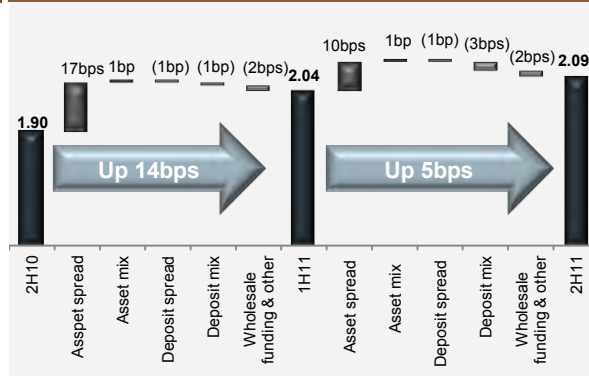 10bps 1bp (1bp) (3bps) (2bps) 2.09
17bps 1bp (1bp) (1bp) (2bps) 2.04
1.90
Up 14bps
Up 5bps
2H10
Asspet spread
Asset mix
Deposit spread
Deposit mix
Wholesale
funding & other
1H11
Asset spread
Asset mix
Deposit spread
Deposit mix
Wholesale
funding & other
2H11